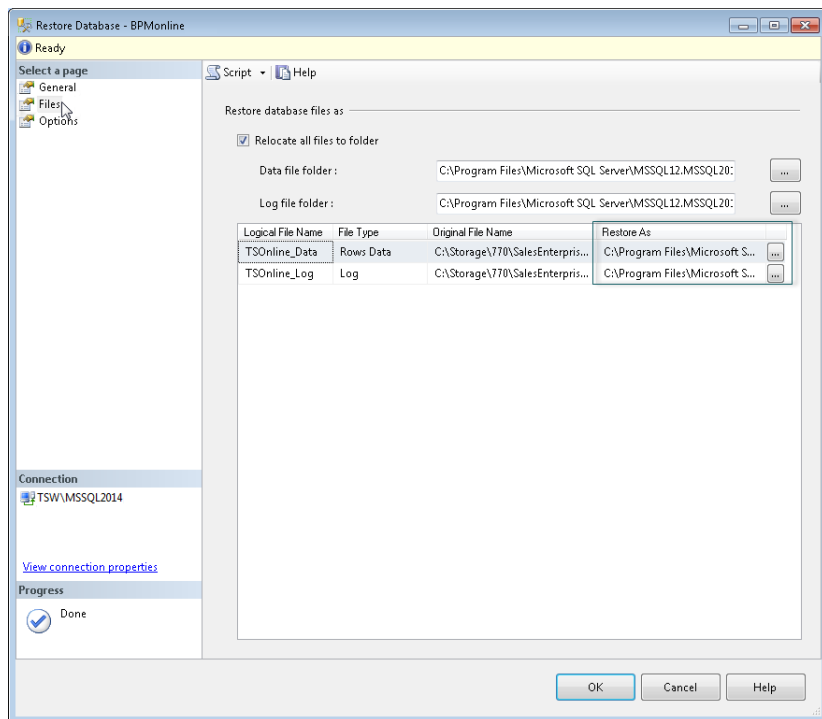 Restore Database - BPMonline
Ready
Select a page
General
Files
Options
Script Help
Restore database files as
Relocate all files to folder
Data file folder : C:\Program Files\Microsoft SQL Server\MSSQL12.MSSQL20 ...
Log file folder : C:\Program Files\Microsoft SQL Server\MSSQL12.MSSQL20 ...
Logical File Name File Type Original File Name Restore As
TSOnline_Data Rows Data C:\Storage\770\SalesEnterpris... C:\Program Files\Microsoft S... ...
TSOnline_Log Log C:\Storage\770\SalesEnterpris... C:\Program Files\Microsoft S... ...
Connection
TSW\MSSQL2014
View connection properties
Progress
Done
OK Cancel Help